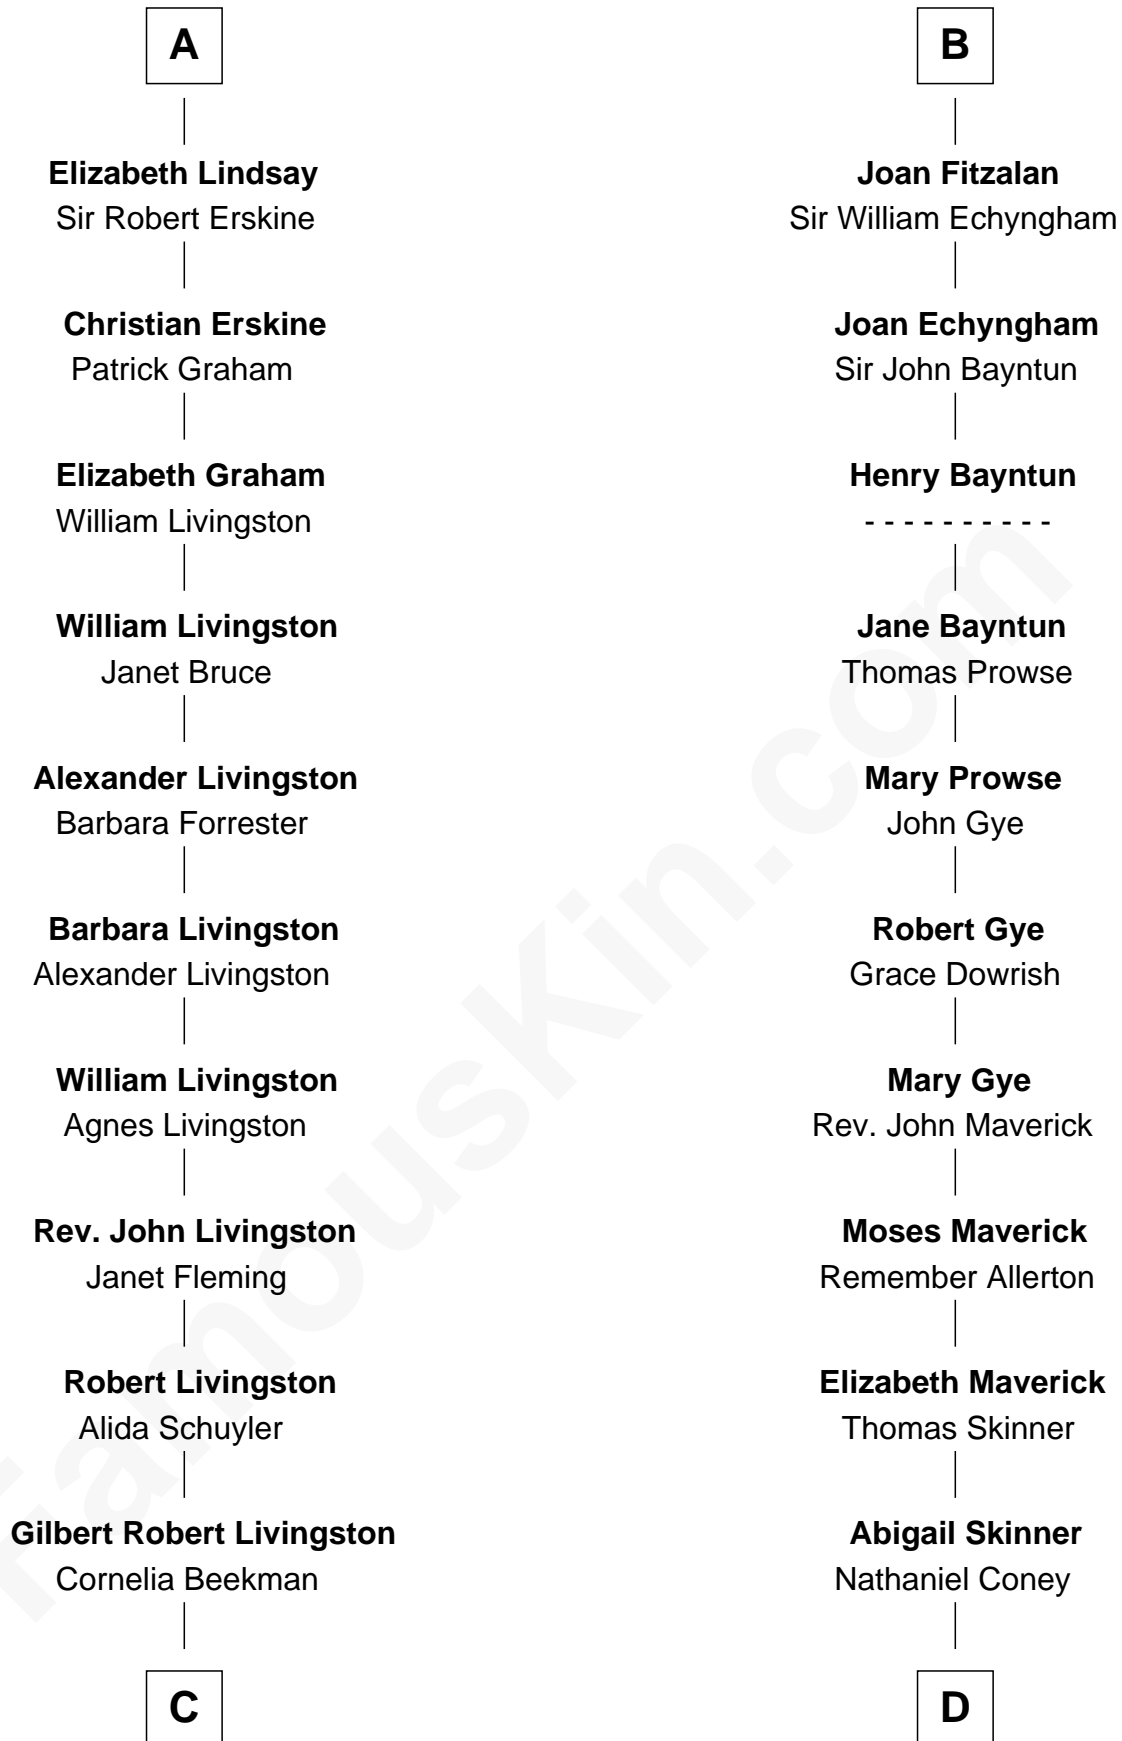 A
Elizabeth Lindsay
Sir Robert Erskine
Christian Erskine
Patrick Graham
Elizabeth Graham
William Livingston
William Livingston
Janet Bruce
Alexander Livingston
Barbara Forrester
Barbara Livingston
Alexander Livingston
William Livingston
Agnes Livingston
Rev. John Livingston
Janet Fleming
Robert Livingston
Alida Schuyler
Gilbert Robert Livingston
Cornelia Beekman
C
B
Joan Fitzalan
Sir William Echyngham
Joan Echyngham
Sir John Bayntun
Henry Bayntun
- - - - - - - - - -
Jane Bayntun
Thomas Prowse
Mary Prowse
John Gye
Robert Gye
Grace Dowrish
Mary Gye
Rev. John Maverick
Moses Maverick
Remember Allerton
Elizabeth Maverick
Thomas Skinner
Abigail Skinner
Nathaniel Coney
D
FamousKin.com